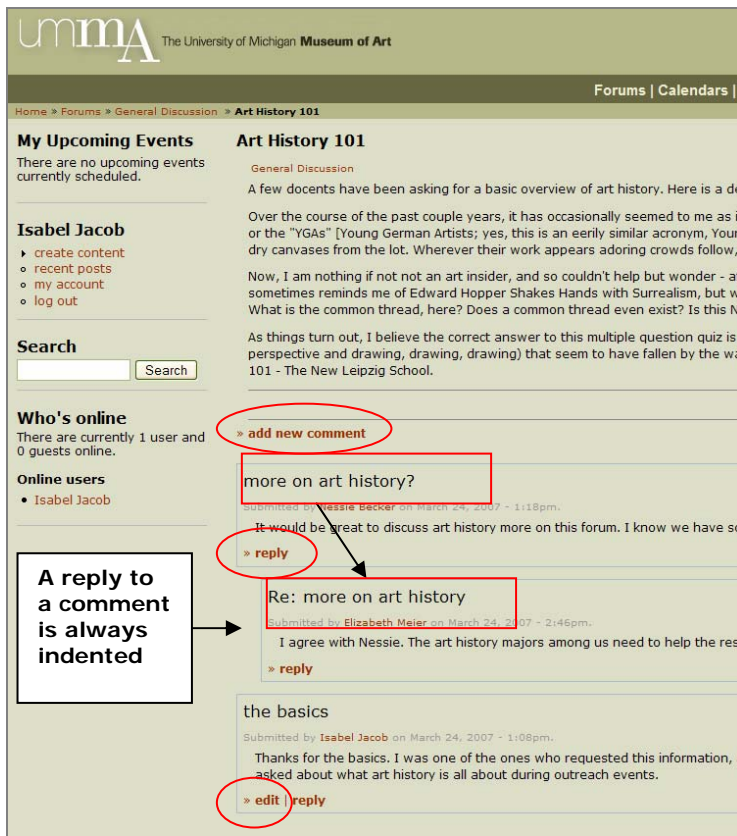 umma The University of Michigan Museum of Art
Forums | Calendars |
Home » Forums » General Discussion » Art History 101
My Upcoming Events
There are no upcoming events
currently scheduled.
Isabel Jacob
create content
recent posts
my account
log out
Search
Search
Who's online
There are currently 1 user and
0 guests online.
Online users
• Isabel Jacob
A reply to
a comment
is always
indented
Art History 101
General Discussion
A few docents have been asking for a basic overview of art history. Here is a
Over the course of the past couple years, it has occasionally seemed to me as
or the "YGAs" [Young German Artists; yes, this is an eerily similar acronym,
dry canvases from the lot. Wherever their work appears adoring crowds follow,
Now, I am nothing if not not an art insider, and so couldn't help but wonder -
sometimes reminds me of Edward Hopper Shakes Hands with Surrealism, but
What is the common thread, here? Does a common thread even exist? Is this
As things turn out, I believe the correct answer to this multiple question quiz is
perspective and drawing, drawing, drawing) that seem to have fallen by the
101 - The New Leipzig School.
» add new comment
more on art history?
Submitted by Nessie Becker on March 24, 2007 - 1:18pm.
It would be great to discuss art history more on this forum. I know we have
» reply
Re: more on art history
Submitted by Elizabeth Meier on March 24, 2007 - 2:46pm.
I agree with Nessie. The art history majors among us need to help the
» reply
the basics
Submitted by Isabel Jacob on March 24, 2007 - 1:08pm.
Thanks for the basics. I was one of the ones who requested this information,
asked about what art history is all about during outreach events.
» edit | reply